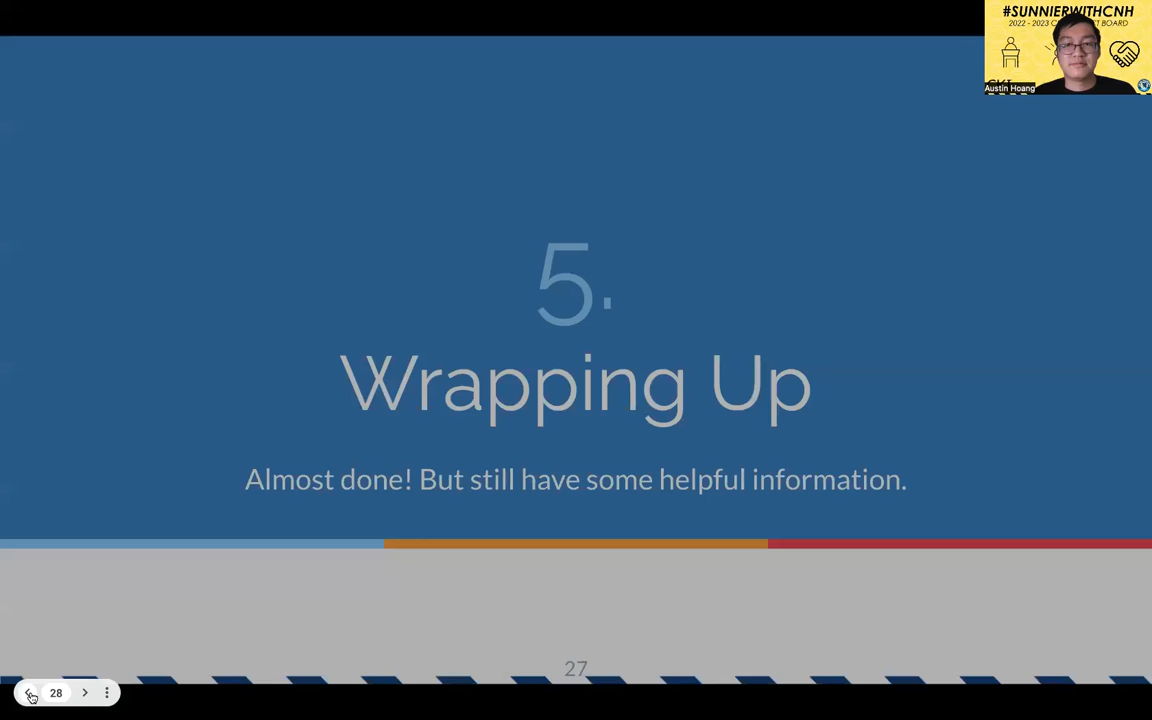 #SUNNIERWITHCNH
2022 - 2023 C
CT BOARD
Austin Hoang
5.
Wrapping Up
Almost done! But still have some helpful information.
27
28